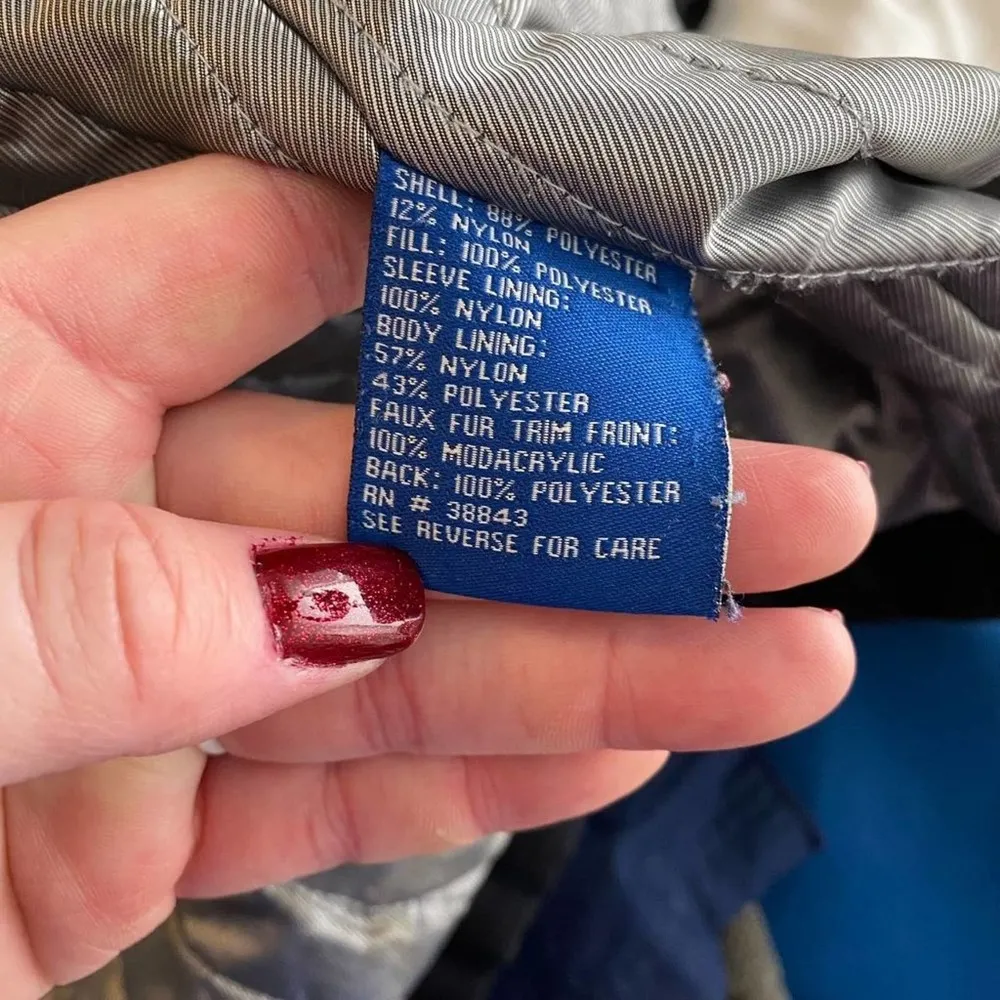 SHELL: 88% POLYESTER
12% NYLON
FILL: 100% POLYESTER
SLEEVE LINING:
100% NYLON
BODY LINING:
57% NYLON
43% POLYESTER
FAUX FUR TRIM FRONT:
100% MODACRYLIC
BACK: 100% POLYESTER
RN # 38843
SEE REVERSE FOR CARE